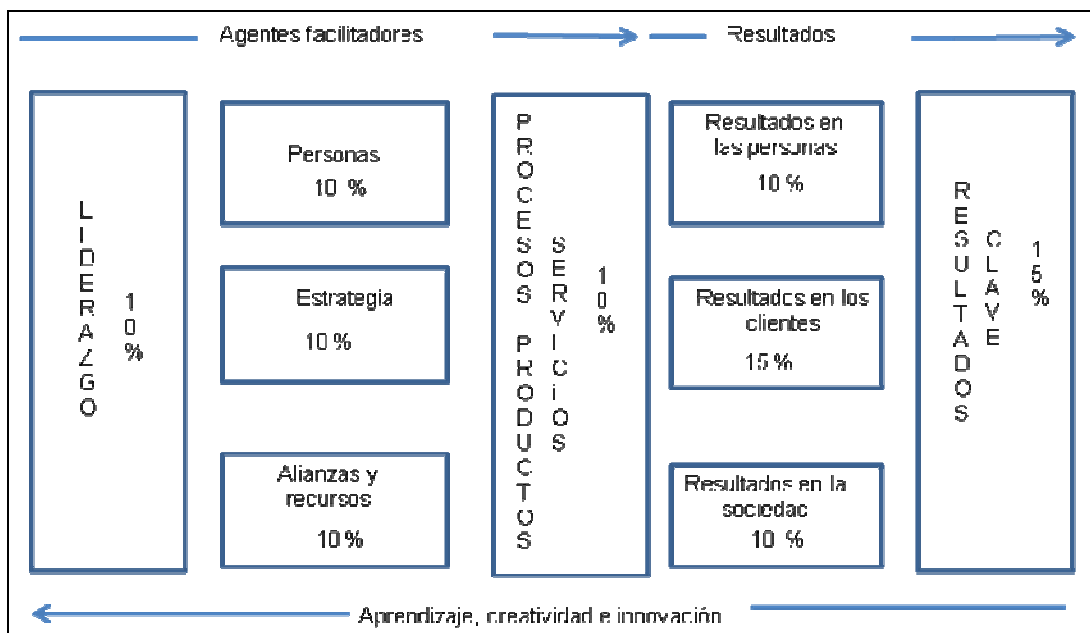 Agentes facilitadores
Resultados
LIDERAZGO
10%
Personas
10 %
Estrategia
10 %
Alianzas y
recursos
10 %
PROCESOS PRODUCTOS
SERVICiOS
10%
Resultados en
las personas
10 %
Resultados en los
clientes
15 %
Resultados en la
sociedac
10 %
RESULTADOS
CLAVE
15%
Aprendizaje, creatividad e innovación